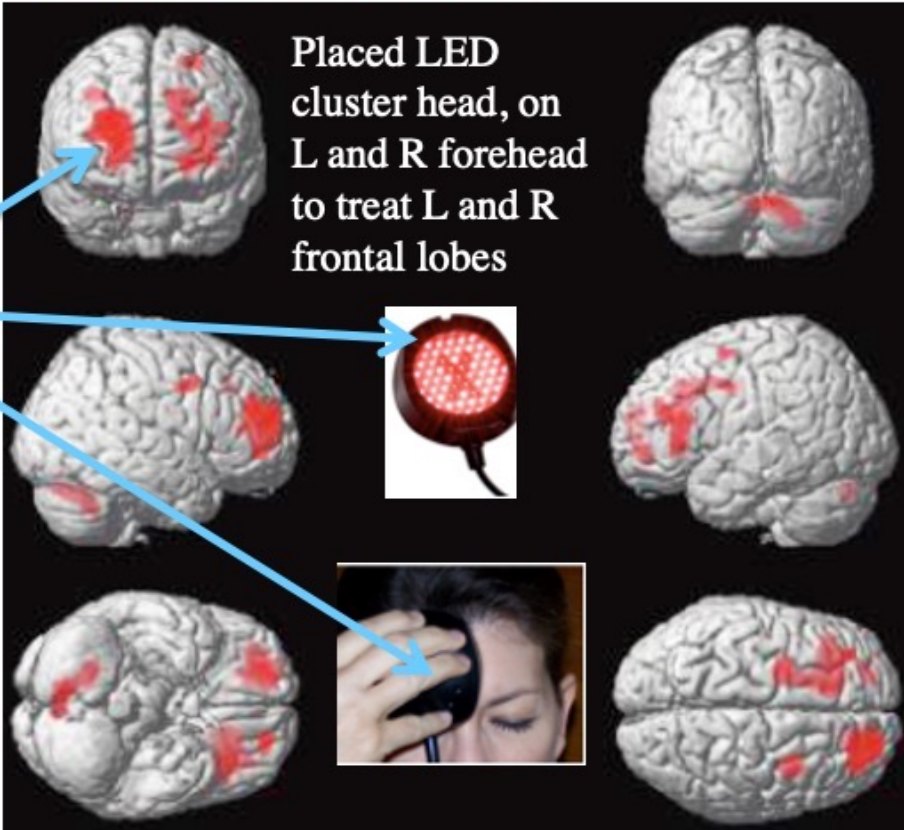 Placed LED
cluster head, on
L and R forehead
to treat L and R
frontal lobes